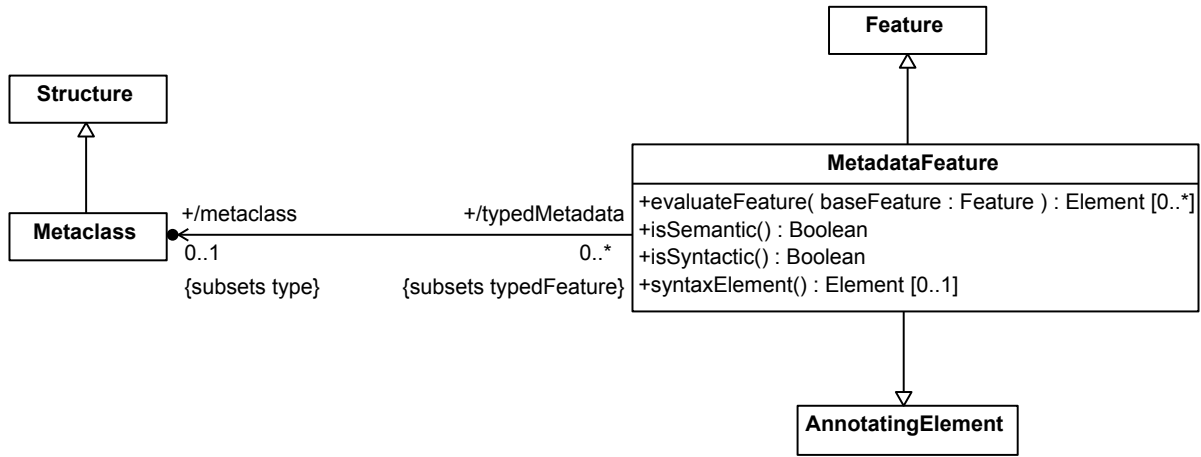 Feature
Structure
MetadataFeature
+evaluateFeature( baseFeature : Feature ) : Element [0..*]
+isSemantic() : Boolean
+isSyntactic() : Boolean
+syntaxElement() : Element [0..1]
Metaclass
+/metaclass
+/typedMetadata
0..1
0..*
{subsets type}
{subsets typedFeature}
AnnotatingElement